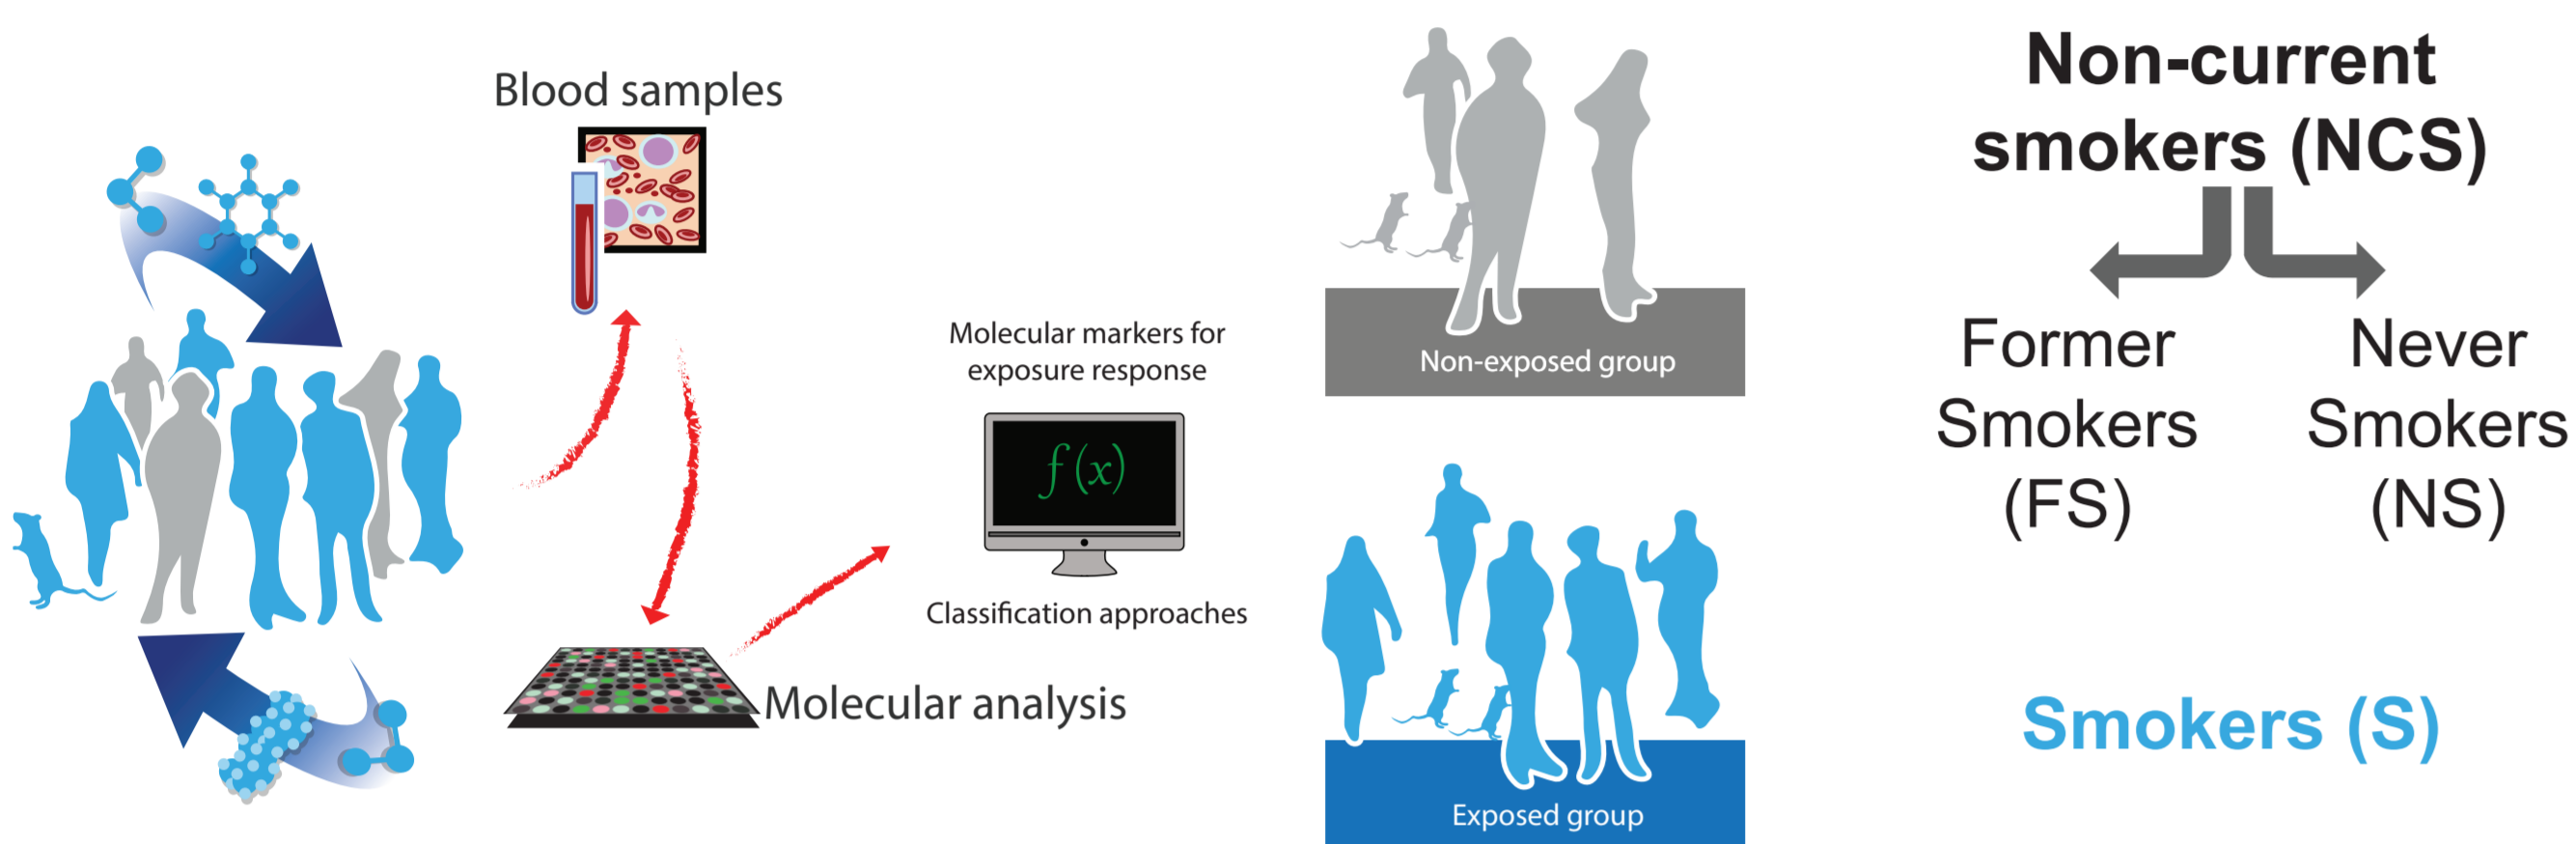 Blood samples
Molecular analysis
Molecular markers for
exposure response
f(x)
Classification approaches
Non-exposed group
Exposed group
Non-current
smokers (NCS)
Former
Smokers
(FS)
Never
Smokers
(NS)
Smokers (S)